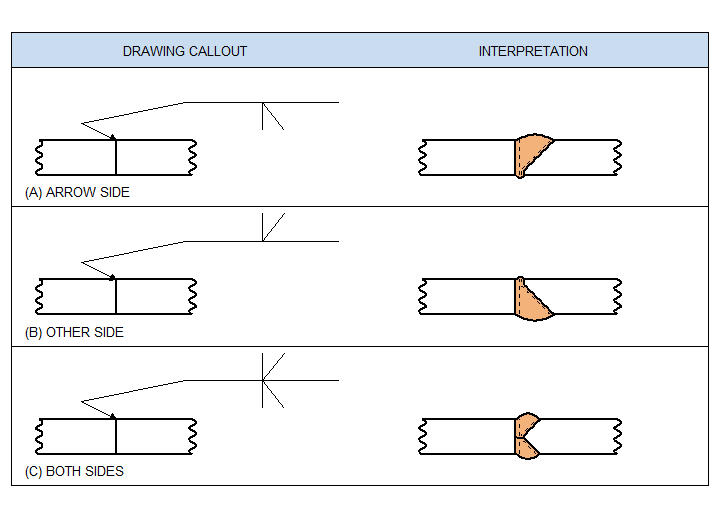 DRAWING CALLOUT
INTERPRETATION
(A) ARROW SIDE
(B) OTHER SIDE
(C) BOTH SIDES